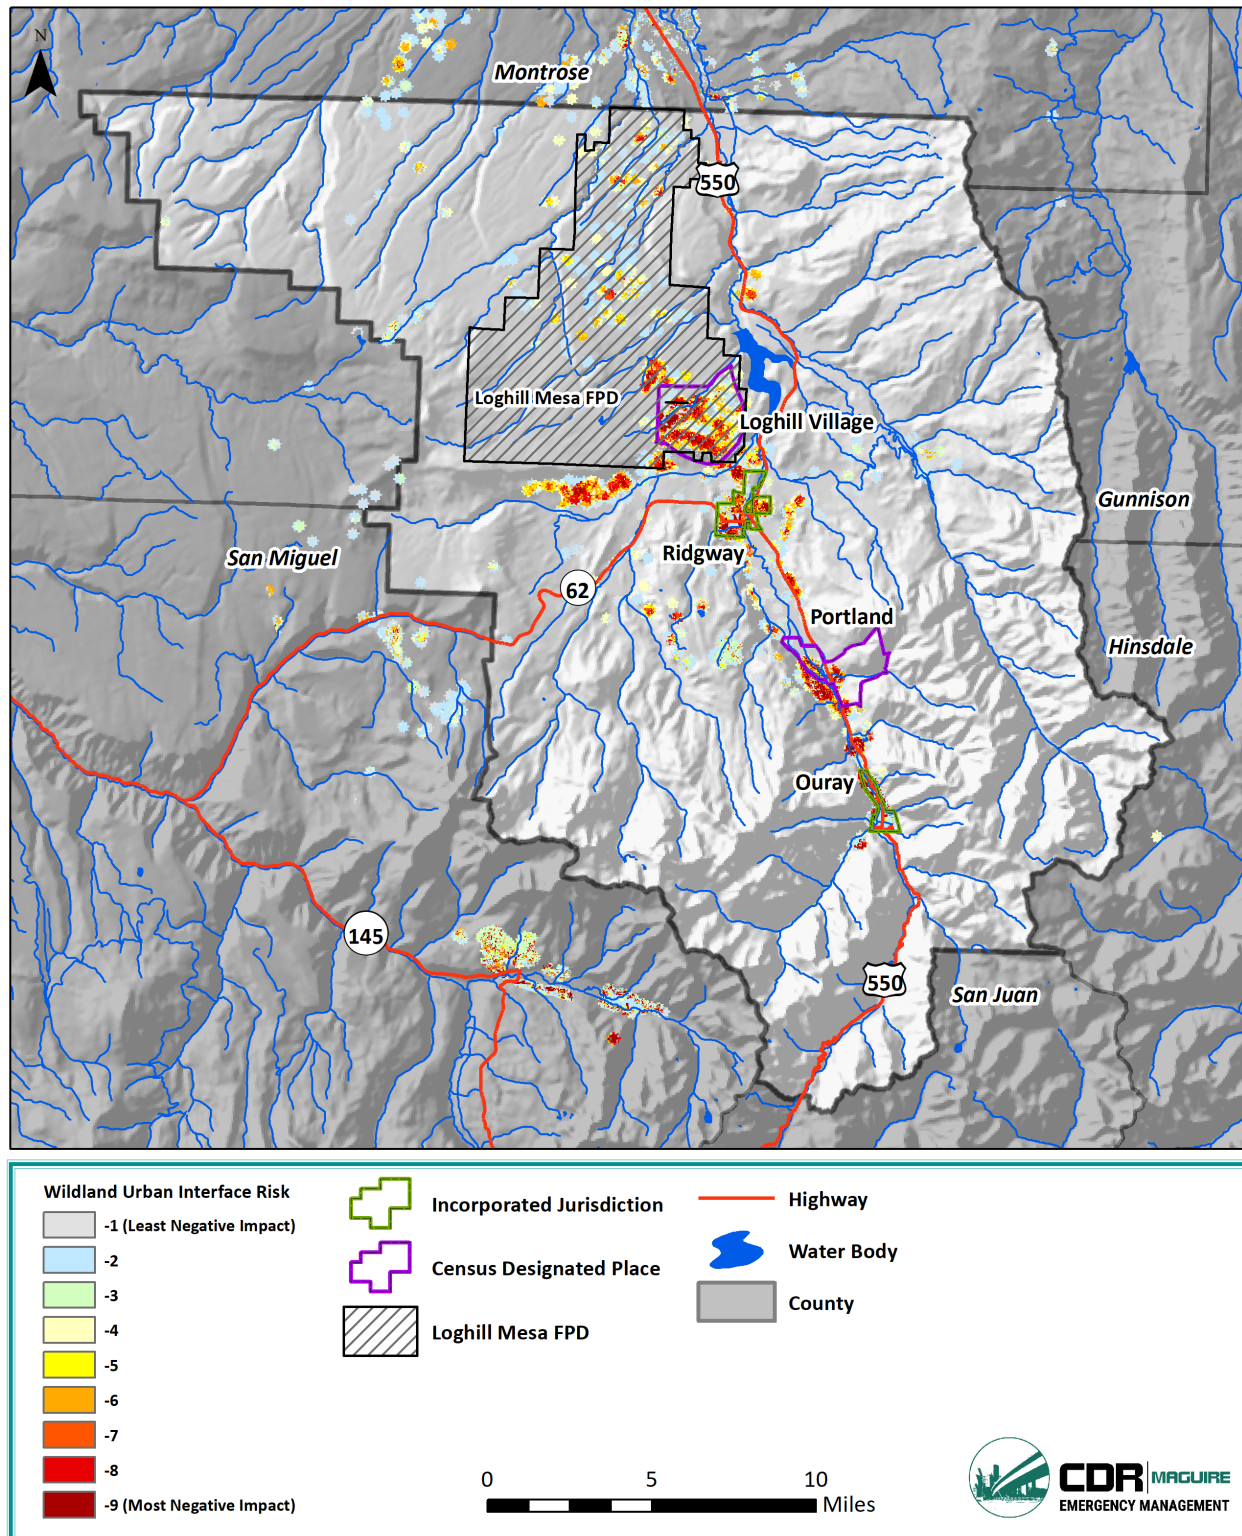 N
Montrose
550
Loghill Mesa FPD
Loghill Village
Gunnison
San Miguel
Ridgway
62
Portland
Hinsdale
Ouray
145
550
San Juan
Wildland Urban Interface Risk
-1 (Least Negative Impact)
-2
-3
-4
-5
-6
-7
-8
-9 (Most Negative Impact)
Incorporated Jurisdiction
Census Designated Place
Loghill Mesa FPD
Highway
Water Body
County
0 5 10
Miles
CDR MAGUIRE
EMERGENCY MANAGEMENT